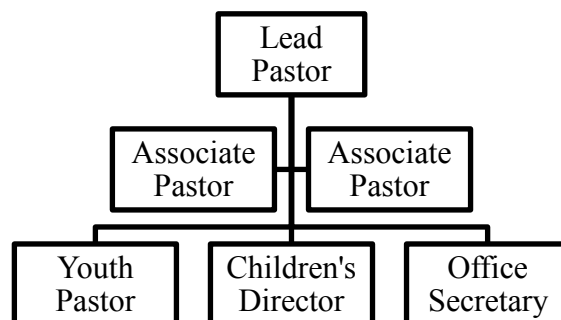 Lead
Pastor
Associate
Pastor
Associate
Pastor
Youth
Pastor
Children's
Director
Office
Secretary